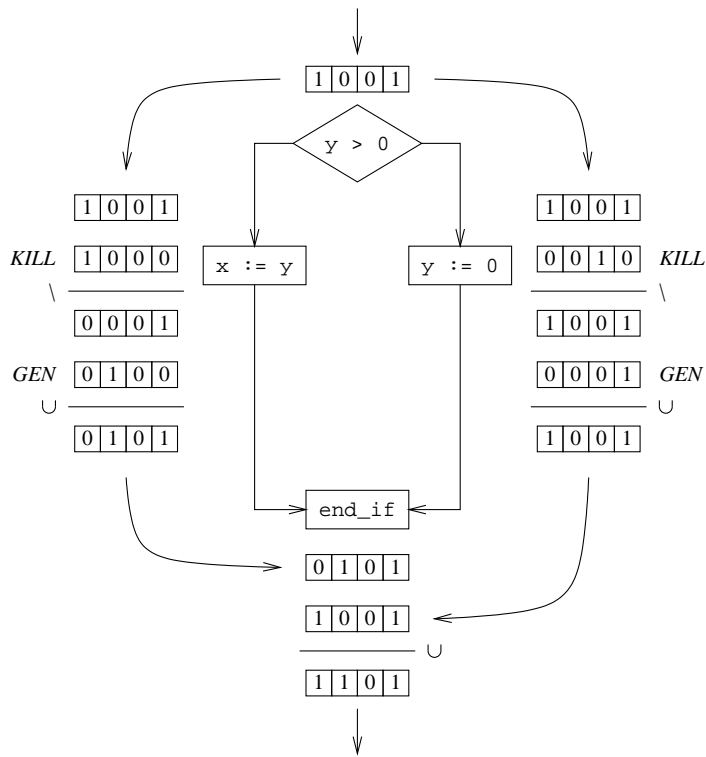 1 0 0 1
y > 0
1 0 0 1
1 0 0 1
KILL 1 0 0 0
x := y
y := 0
0 0 1 0 KILL
\
\
0 0 0 1
1 0 0 1
GEN 0 1 0 0
0 0 0 1 GEN
∪
∪
0 1 0 1
1 0 0 1
end_if
0 1 0 1
1 0 0 1
∪
1 1 0 1